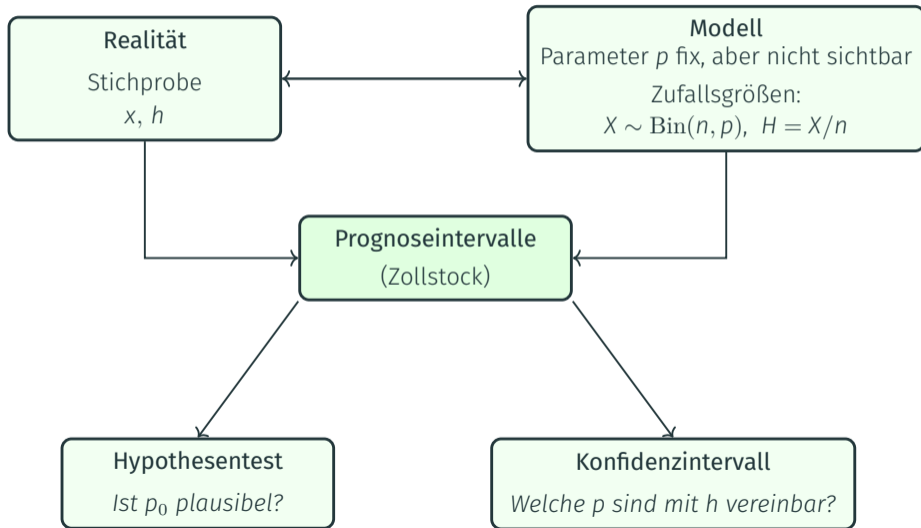 Realität
Stichprobe
x, h
Modell
Parameter p fix, aber nicht sichtbar
Zufallsgrößen:
X ∼ Bin(n, p), H = X/n
Prognoseintervalle
(Zollstock)
Hypothesentest
Ist p₀ plausibel?
Konfidenzintervall
Welche p sind mit h vereinbar?